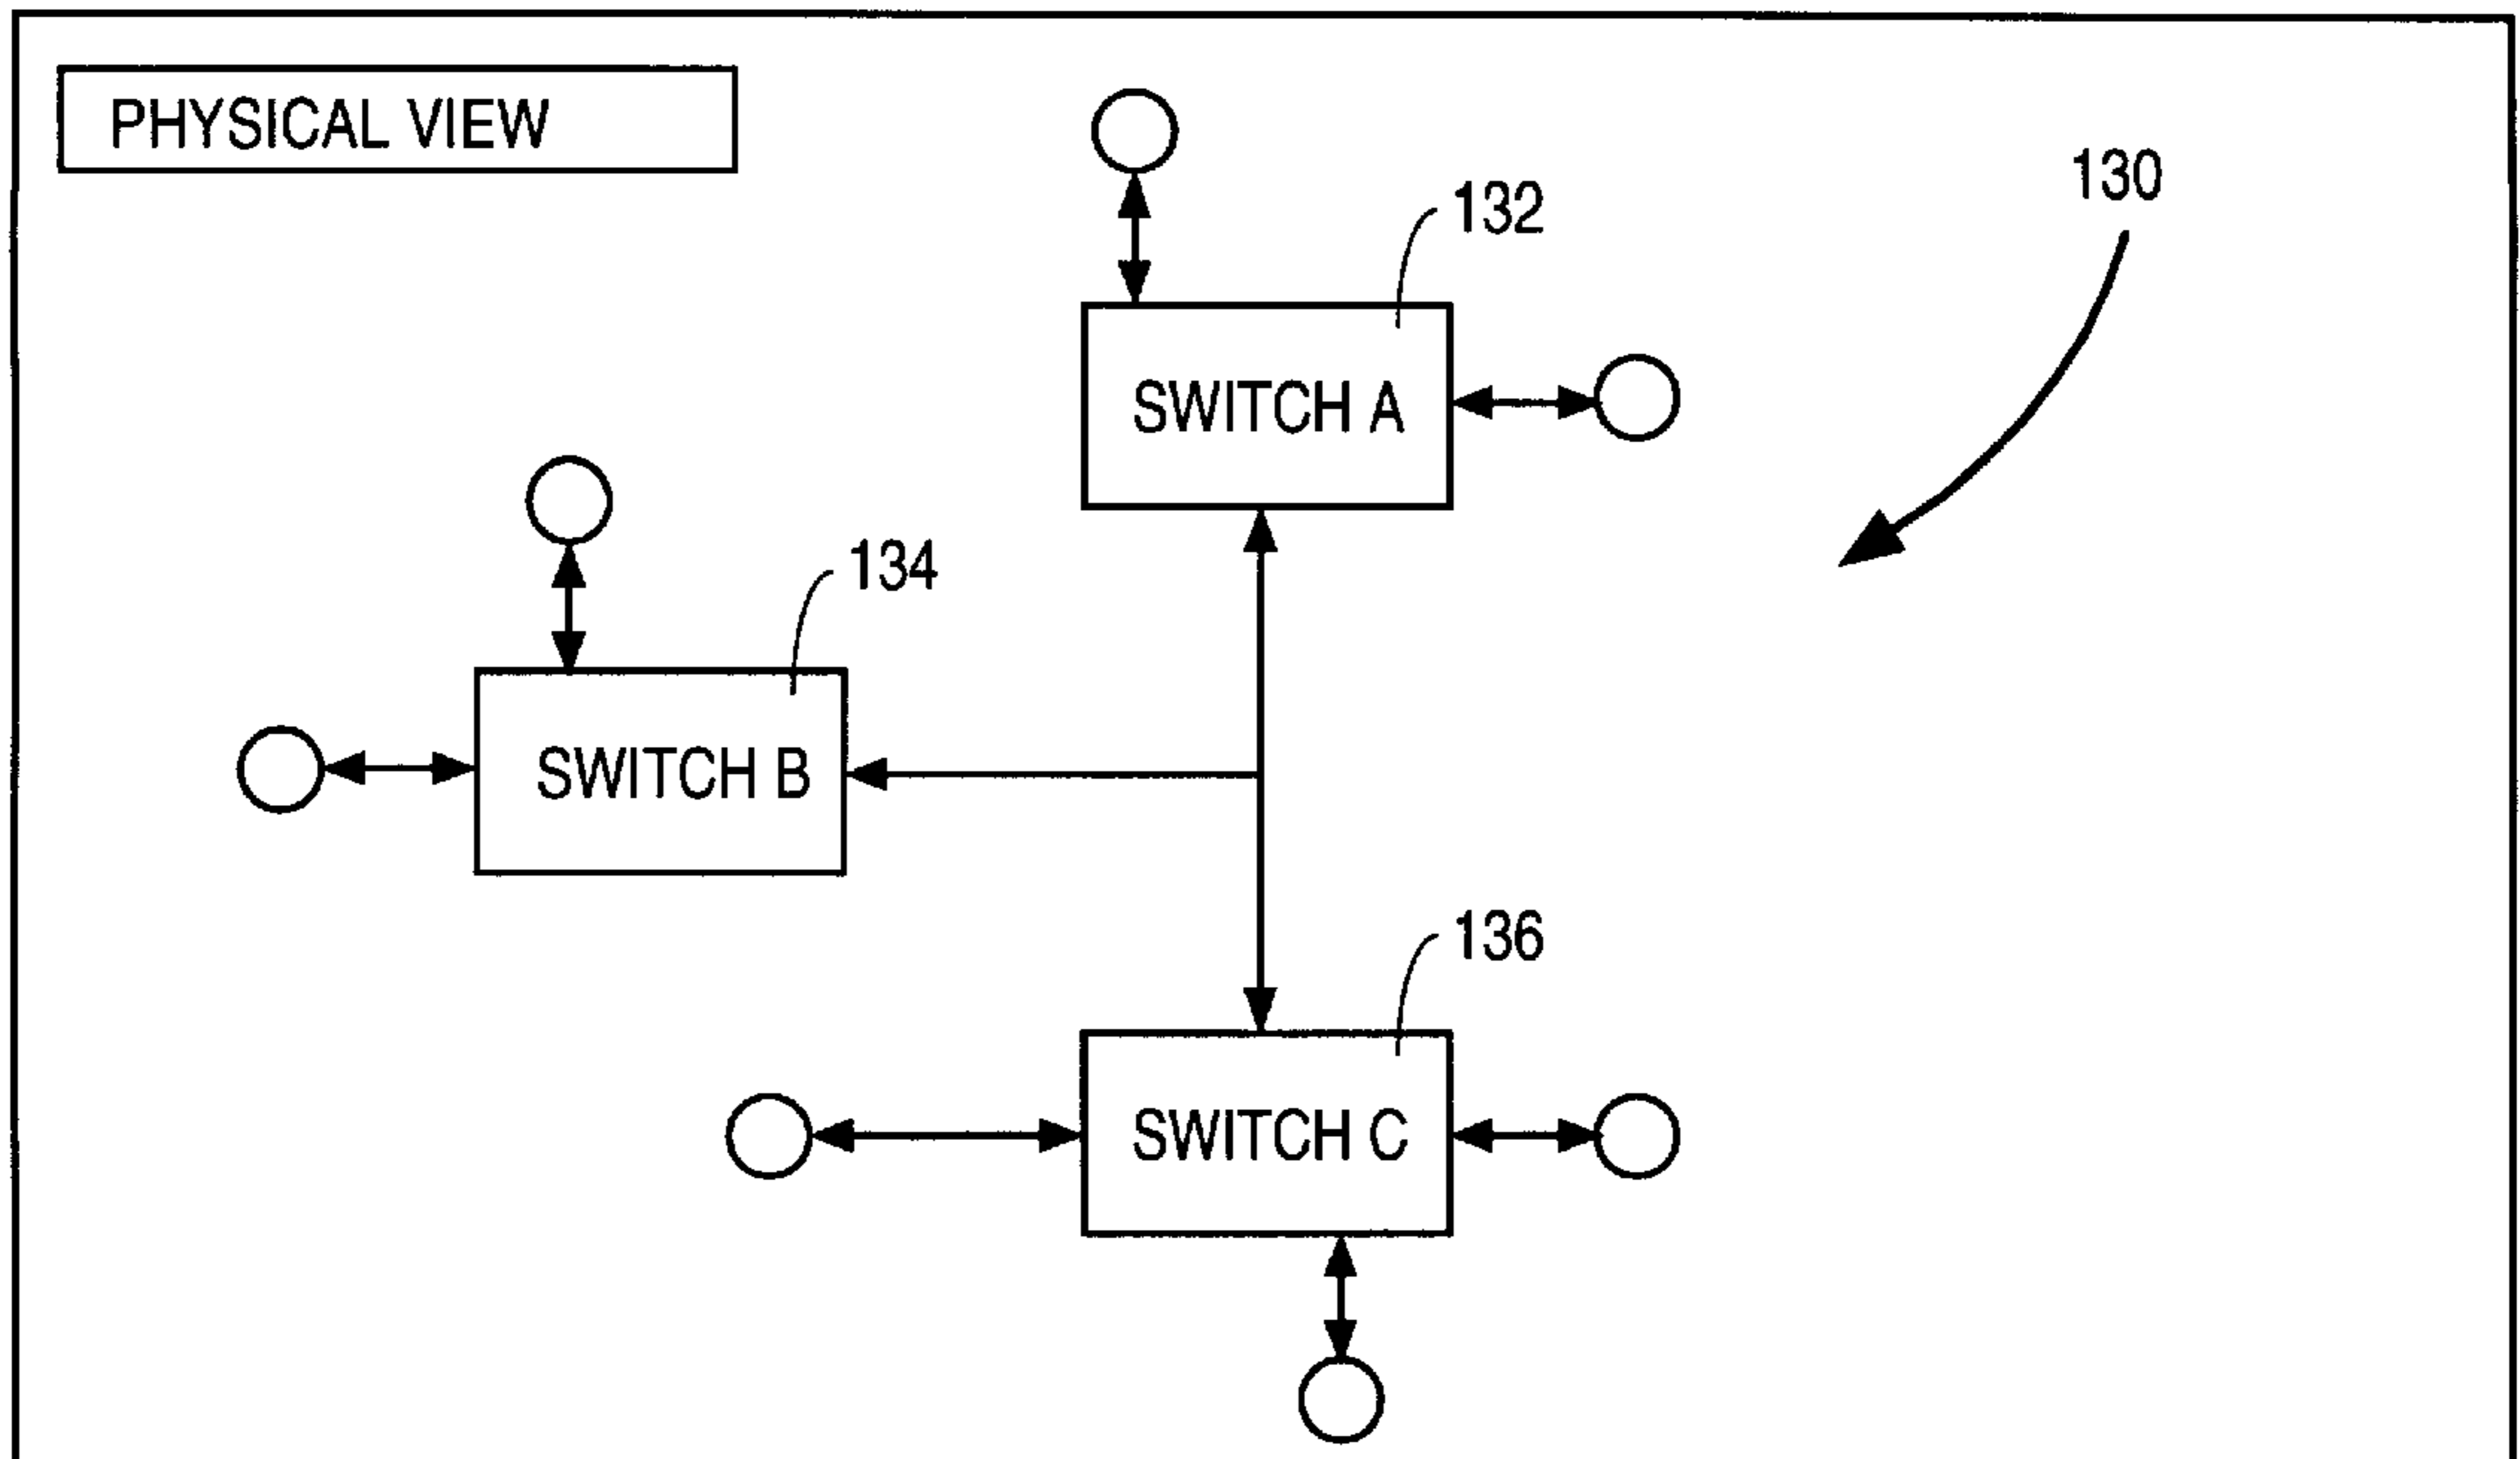 PHYSICAL VIEW
130
132
SWITCH A
134
SWITCH B
136
SWITCH C